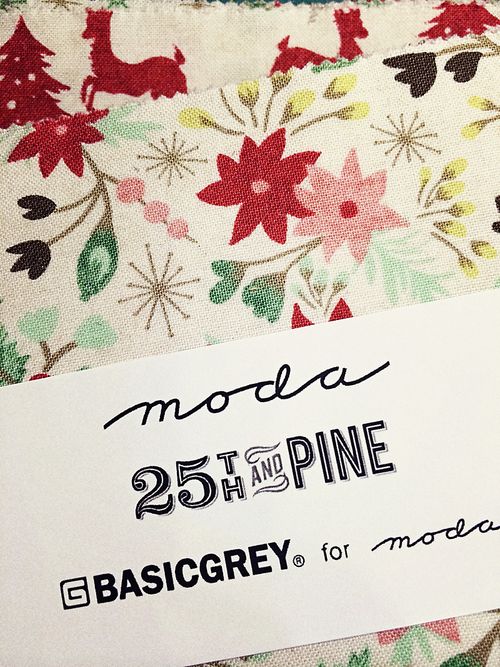 moda
25TH AND PINE
BASICGREY® for moda